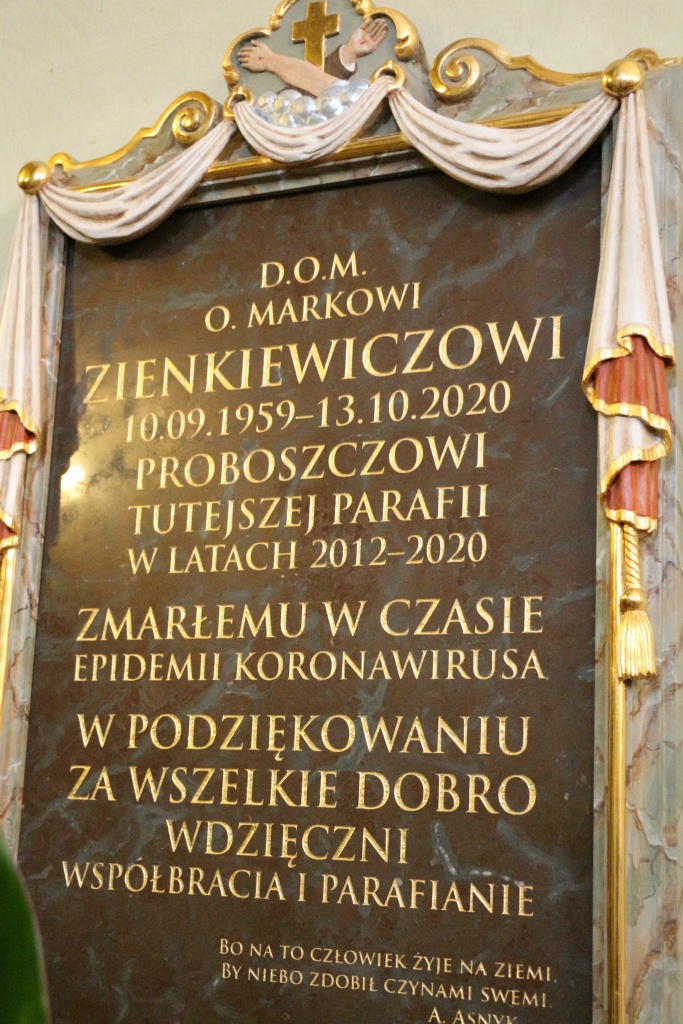 D.O.M.
O. MARKOWI
ZIENKIEWICZOWI
10.09.1959–13.10.2020
PROBOSZCZOWI
TUTEJSZEJ PARAFII
W LATACH 2012–2020
ZMARŁEMU W CZASIE
EPIDEMII KORONAWIRUSA
W PODZIĘKOWANIU
ZA WSZELKIE DOBRO
WDZIĘCZNI
WSPÓŁBRACIA I PARAFIANIE
BO NA TO CZŁOWIEK ŻYJE NA ZIEMI,
BY NIEBO ZDOBIŁ CZYNAMI SWEMI.
A. ASNYK